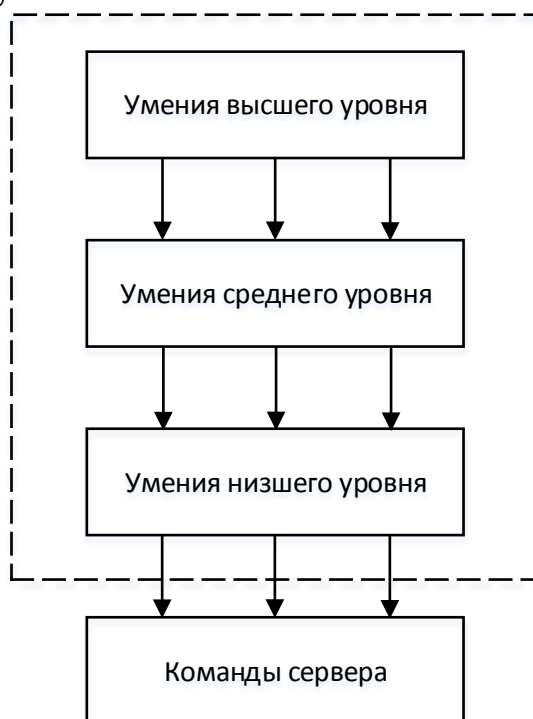 Умения высшего уровня
Умения среднего уровня
Умения низшего уровня
Команды сервера